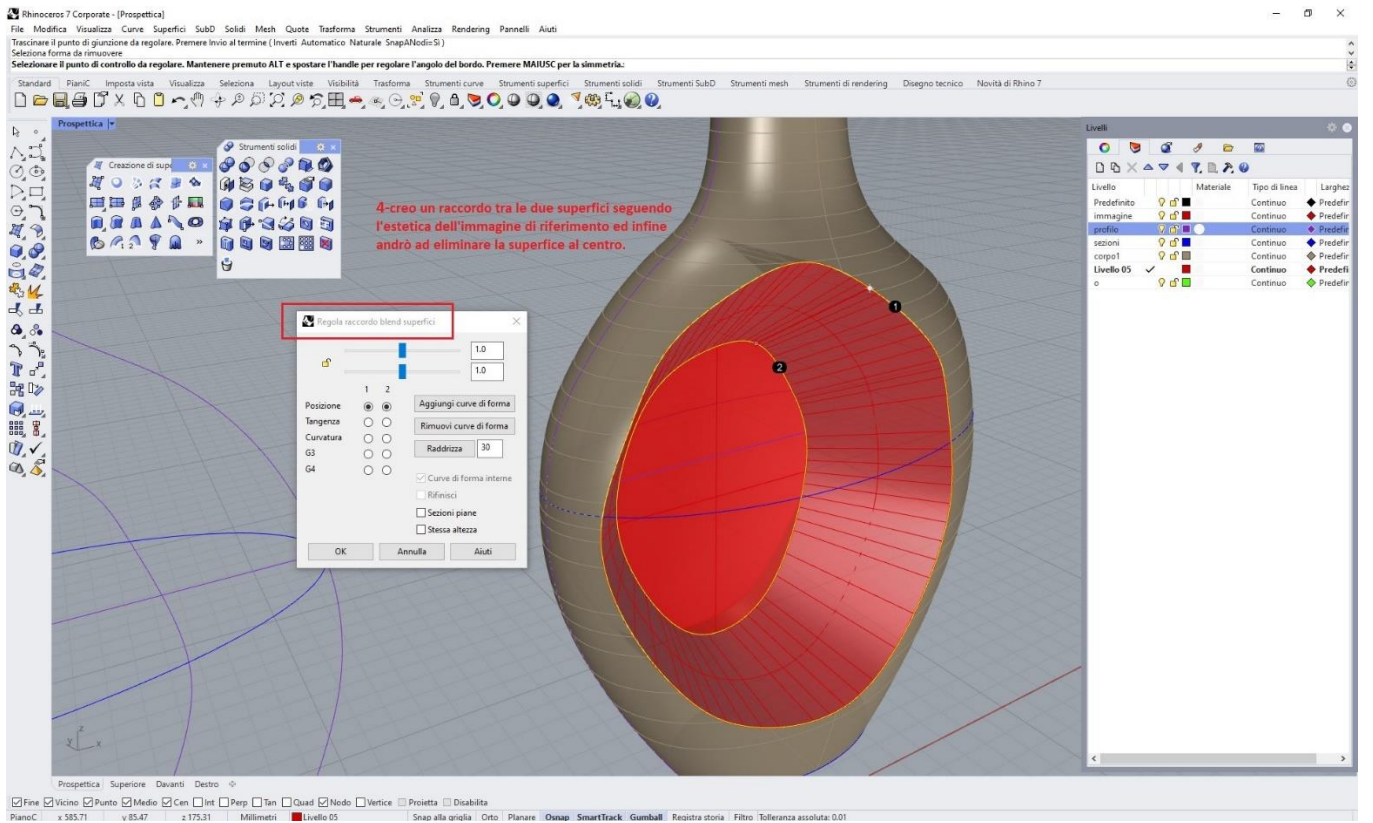 Rhinoceros 7 Corporate - [Prospettica]
File Modifica Visualizza Curve Superfici SubD Solidi Mesh Quote Trasforma Strumenti Analizza Rendering Pannelli Aiuti
Trascinare il punto di giunzione da regolare. Premere Invio al termine ( Inverti Automatico Naturale SnapANodi=Sì )
Seleziona forma da rimuovere
Selezionare il punto di controllo da regolare. Mantenere premuto ALT e spostare l'handle per regolare l'angolo del bordo. Premere MAIUSC per la simmetria.:
Standard PianiC Imposta vista Visualizza Seleziona Layout viste Visibilità Trasforma Strumenti curve Strumenti superfici Strumenti solidi Strumenti SubD Strumenti mesh Strumenti di rendering Disegno tecnico Novità di Rhino 7
Prospettica
Creazione di supe
Strumenti solidi
4-creo un raccordo tra le due superfici seguendo
l'estetica dell'immagine di riferimento ed infine
andrò ad eliminare la superfice al centro.
Regola raccordo blend superfici
1.0
1.0
1 2
Posizione
Tangenza
Curvatura
G3
G4
Aggiungi curve di forma
Rimuovi curve di forma
Raddrizza 30
Curve di forma interne
Rifinisci
Sezioni piane
Stessa altezza
OK Annulla Aiuti
1
2
z
y x
Livelli
Livello Materiale Tipo di linea Larghez
Predefinito Continuo Predefir
immagine Continuo Predefir
profilo Continuo Predefir
sezioni Continuo Predefir
corpo1 Continuo Predefir
Livello 05 Continuo Predefi
o Continuo Predefir
Prospettica Superiore Davanti Destro
Fine Vicino Punto Medio Cen Int Perp Tan Quad Nodo Vertice Proietta Disabilita
PianoC x 585.71 y 85.47 z 175.31 Millimetri Livello 05 Snap alla griglia Orto Planare Osnap SmartTrack Gumball Registra storia Filtro Tolleranza assoluta: 0.01